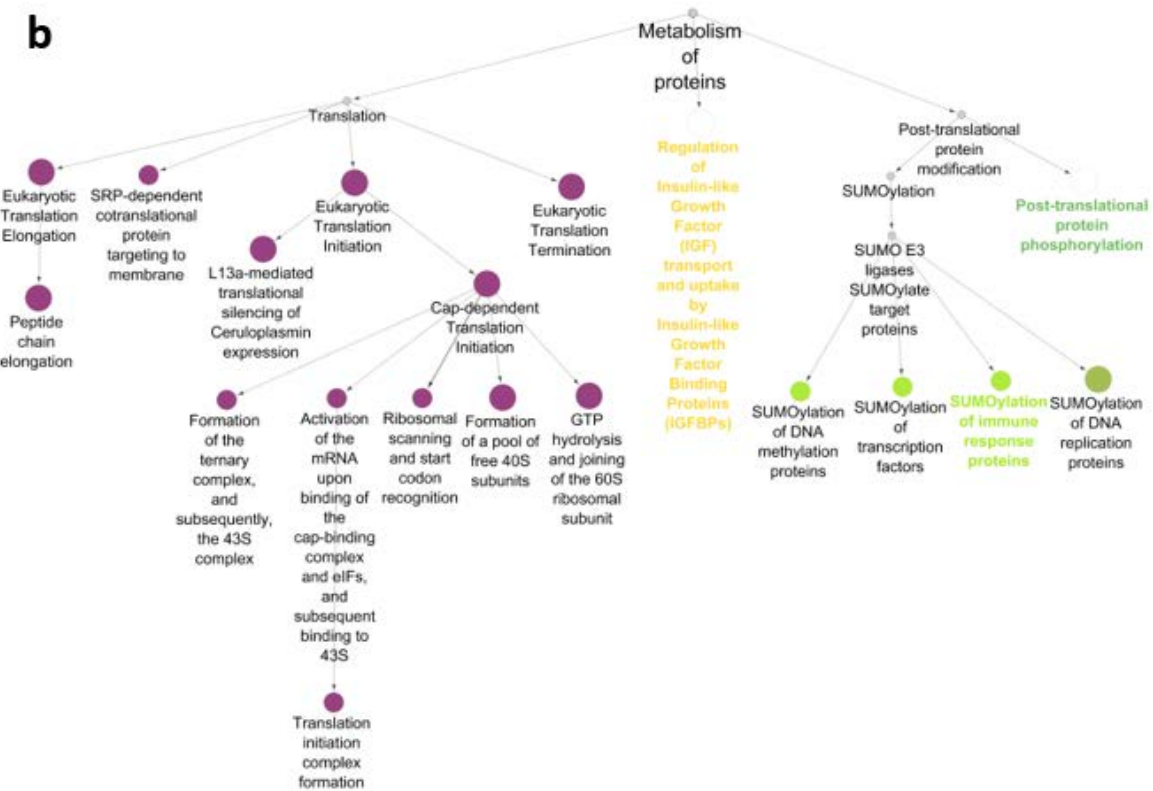 b
Metabolism
of
proteins
Translation
Post-translational
protein
modification
Eukaryotic
Translation
Elongation
SRP-dependent
cotranslational
protein
targeting to
membrane
Eukaryotic
Translation
Initiation
Eukaryotic
Translation
Termination
Regulation
of
Insulin-like
Growth
Factor
(IGF)
transport
and uptake
by
Insulin-like
Growth
Factor
Binding
Proteins
(IGFBPs)
SUMOylation
Post-translational
protein
phosphorylation
Peptide
chain
elongation
L13a-mediated
translational
silencing of
Ceruloplasmin
expression
Cap-dependent
Translation
Initiation
SUMO E3
ligases
SUMOylate
target
proteins
Formation
of the
ternary
complex,
and
subsequently,
the 43S
complex
Activation
of the
mRNA
upon
binding of
the
cap-binding
complex
and eIFs,
and
subsequent
binding to
43S
Ribosomal
scanning
and start
codon
recognition
Formation
of a pool of
free 40S
subunits
GTP
hydrolysis
and joining
of the 60S
ribosomal
subunit
SUMOylation
of DNA
methylation
proteins
SUMOylation
of
transcription
factors
SUMOylation
of immune
response
proteins
SUMOylation
of DNA
replication
proteins
Translation
initiation
complex
formation